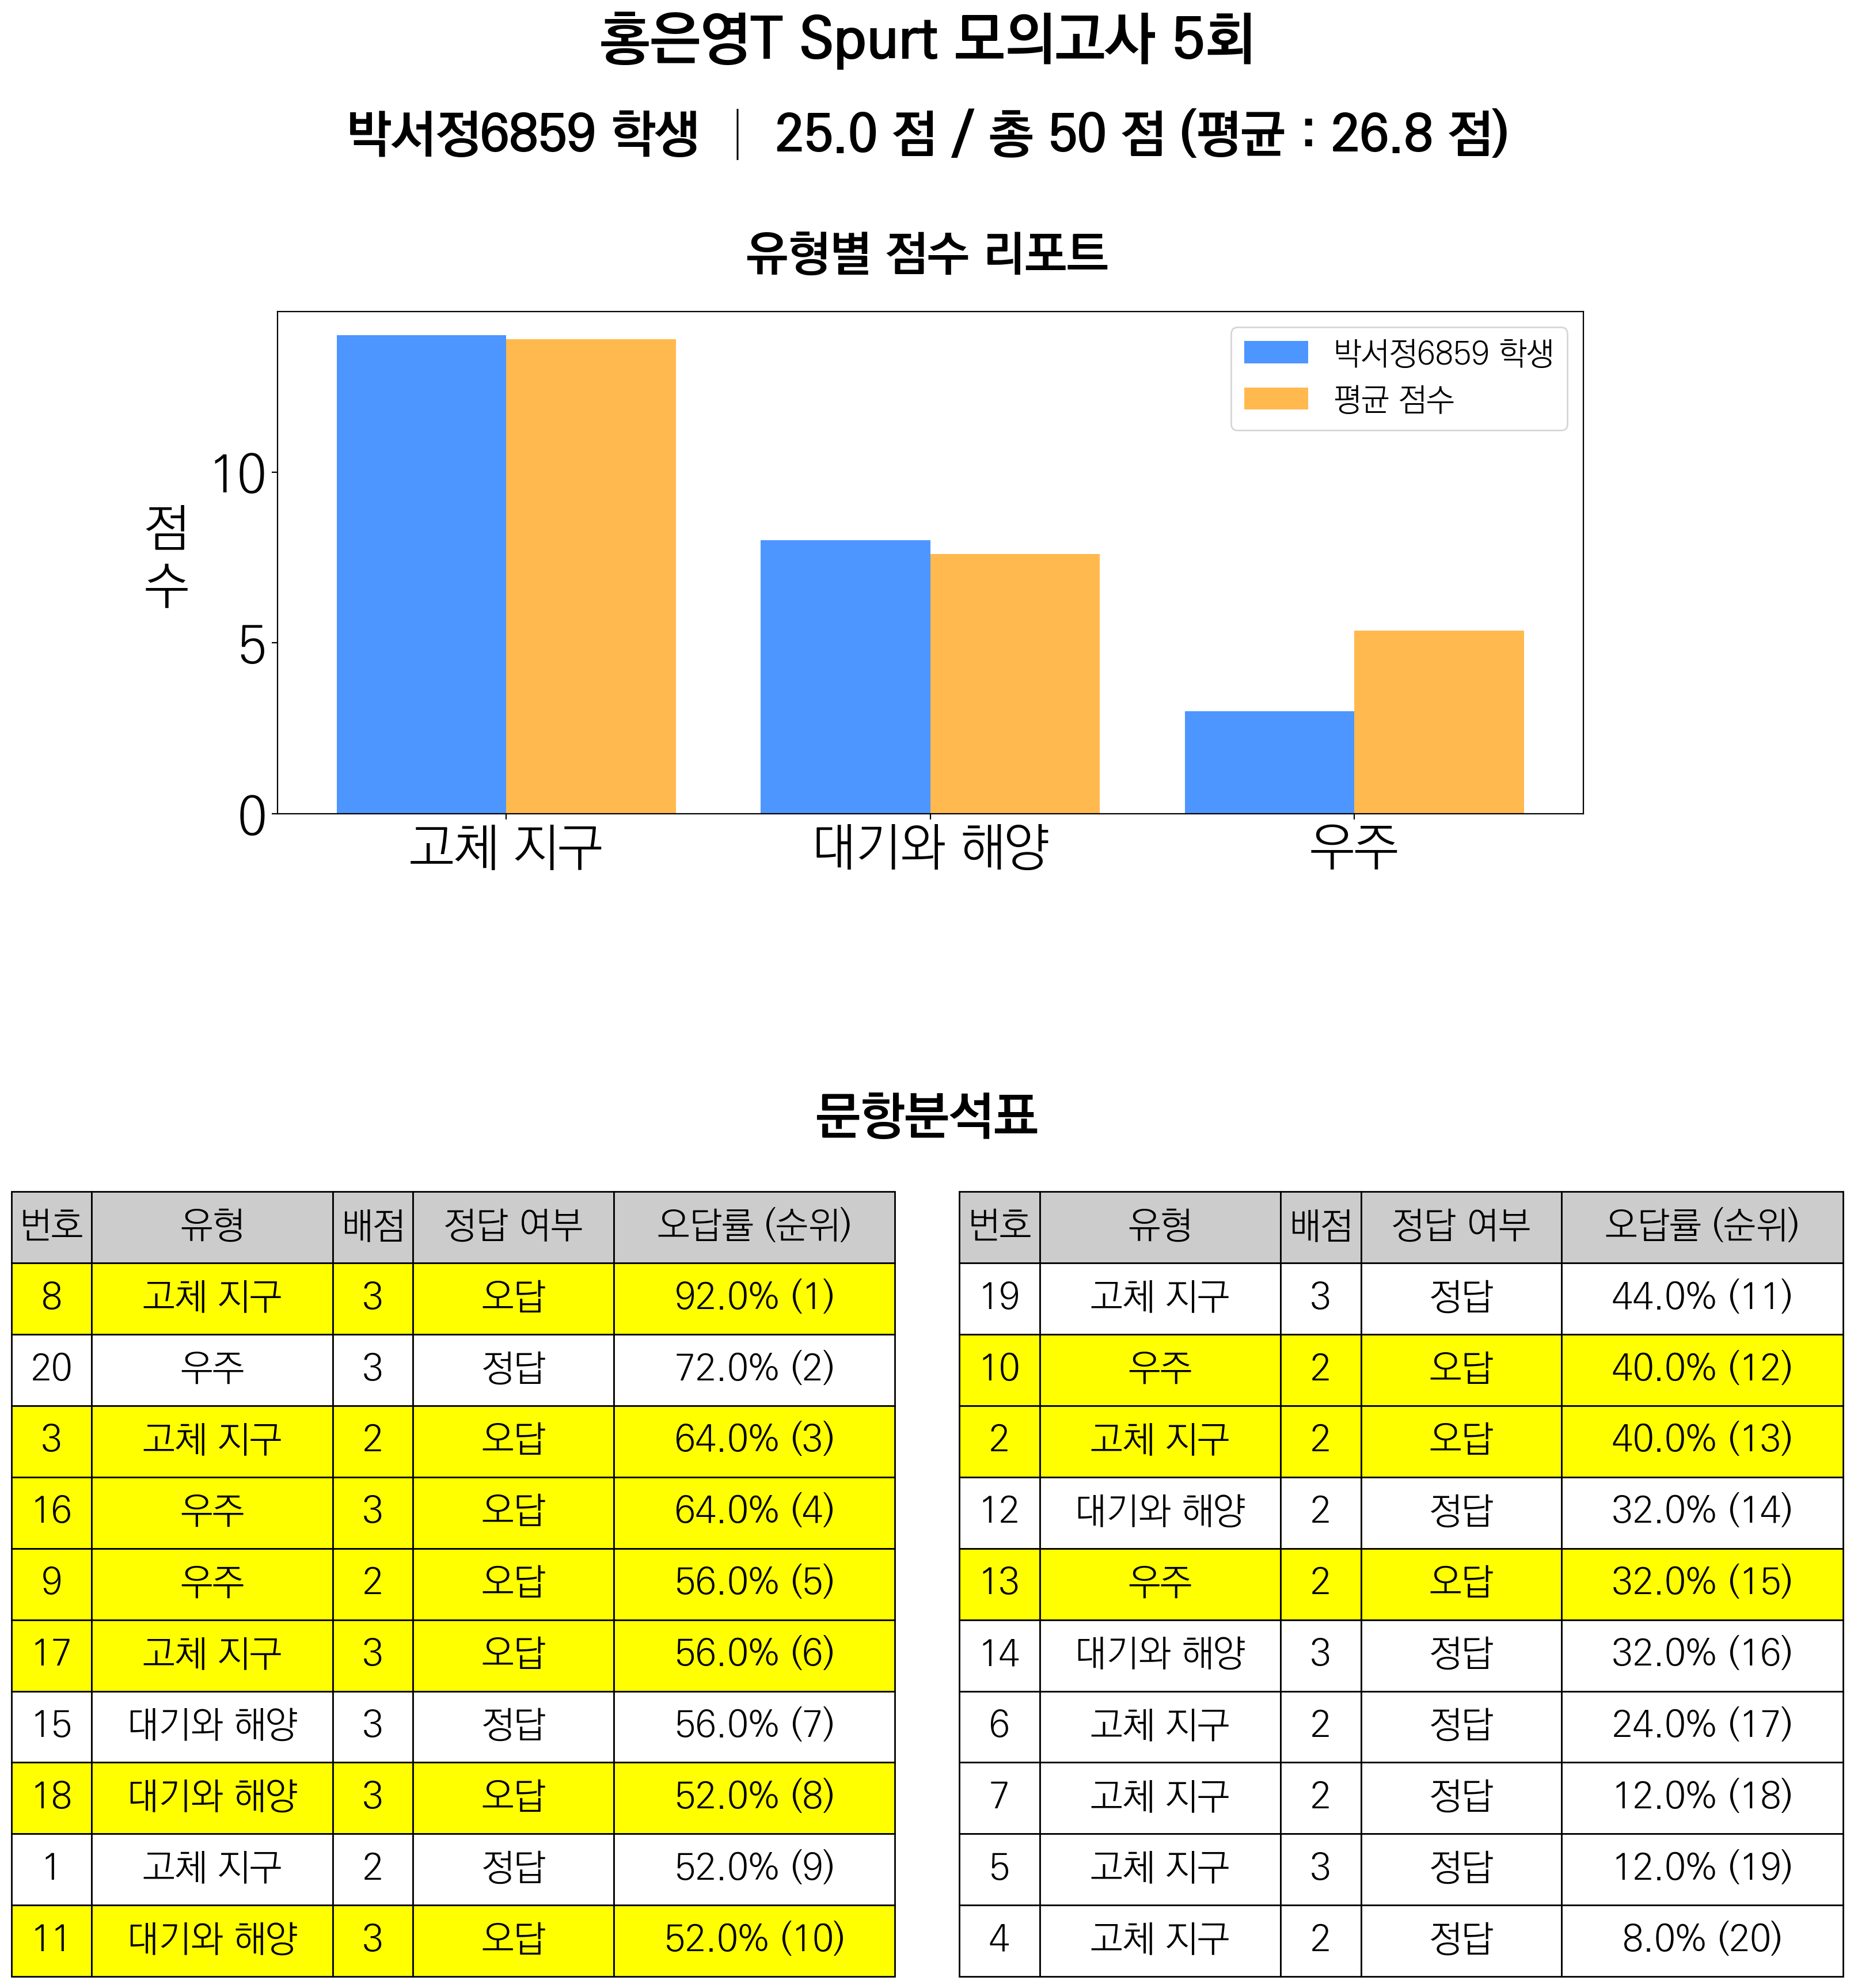 홍은영T Spurt 모의고사 5회
박서정6859 학생 | 25.0 점 / 총 50 점 (평균 : 26.8 점)
유형별 점수 리포트
박서정6859 학생
평균 점수
점
수
10
5
0
고체 지구 대기와 해양 우주
문항분석표
번호 유형 배점 정답 여부 오답률 (순위)
8 고체 지구 3 오답 92.0% (1)
20 우주 3 정답 72.0% (2)
3 고체 지구 2 오답 64.0% (3)
16 우주 3 오답 64.0% (4)
9 우주 2 오답 56.0% (5)
17 고체 지구 3 오답 56.0% (6)
15 대기와 해양 3 정답 56.0% (7)
18 대기와 해양 3 오답 52.0% (8)
1 고체 지구 2 정답 52.0% (9)
11 대기와 해양 3 오답 52.0% (10)
번호 유형 배점 정답 여부 오답률 (순위)
19 고체 지구 3 정답 44.0% (11)
10 우주 2 오답 40.0% (12)
2 고체 지구 2 오답 40.0% (13)
12 대기와 해양 2 정답 32.0% (14)
13 우주 2 오답 32.0% (15)
14 대기와 해양 3 정답 32.0% (16)
6 고체 지구 2 정답 24.0% (17)
7 고체 지구 2 정답 12.0% (18)
5 고체 지구 3 정답 12.0% (19)
4 고체 지구 2 정답 8.0% (20)